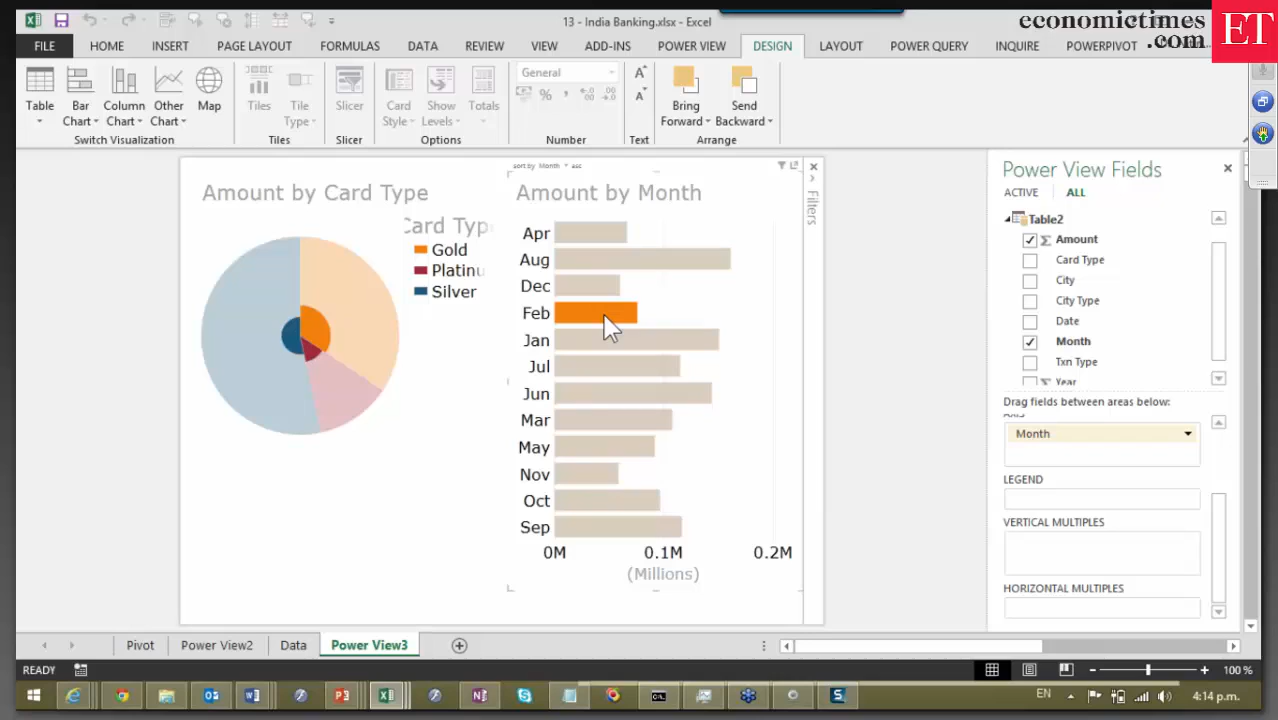 13 - India Banking.xlsx - Excel
economictimes
.com
ET
FILE HOME INSERT PAGE LAYOUT FORMULAS DATA REVIEW VIEW ADD-INS POWER VIEW DESIGN LAYOUT POWER QUERY INQUIRE POWERPIVOT
Table
Bar Chart
Column Chart
Other Chart
Map
Switch Visualization
Tiles
Tile Type
Tiles
Slicer
Slicer
Card Style
Show Levels
Totals
Options
General
%
Number
A
A
Text
Bring Forward
Send Backward
Arrange
Amount by Card Type
Card Typ
Gold
Platinu
Silver
sort by Month asc
Amount by Month
Apr
Aug
Dec
Feb
Jan
Jul
Jun
Mar
May
Nov
Oct
Sep
0M 0.1M 0.2M
(Millions)
Filters
Power View Fields
ACTIVE ALL
Table2
Σ Amount
Card Type
City
City Type
Date
Month
Txn Type
Σ Year
Drag fields between areas below:
AXIS
Month
LEGEND
VERTICAL MULTIPLES
HORIZONTAL MULTIPLES
Pivot Power View2 Data Power View3
READY
100 %
EN
4:14 p.m.